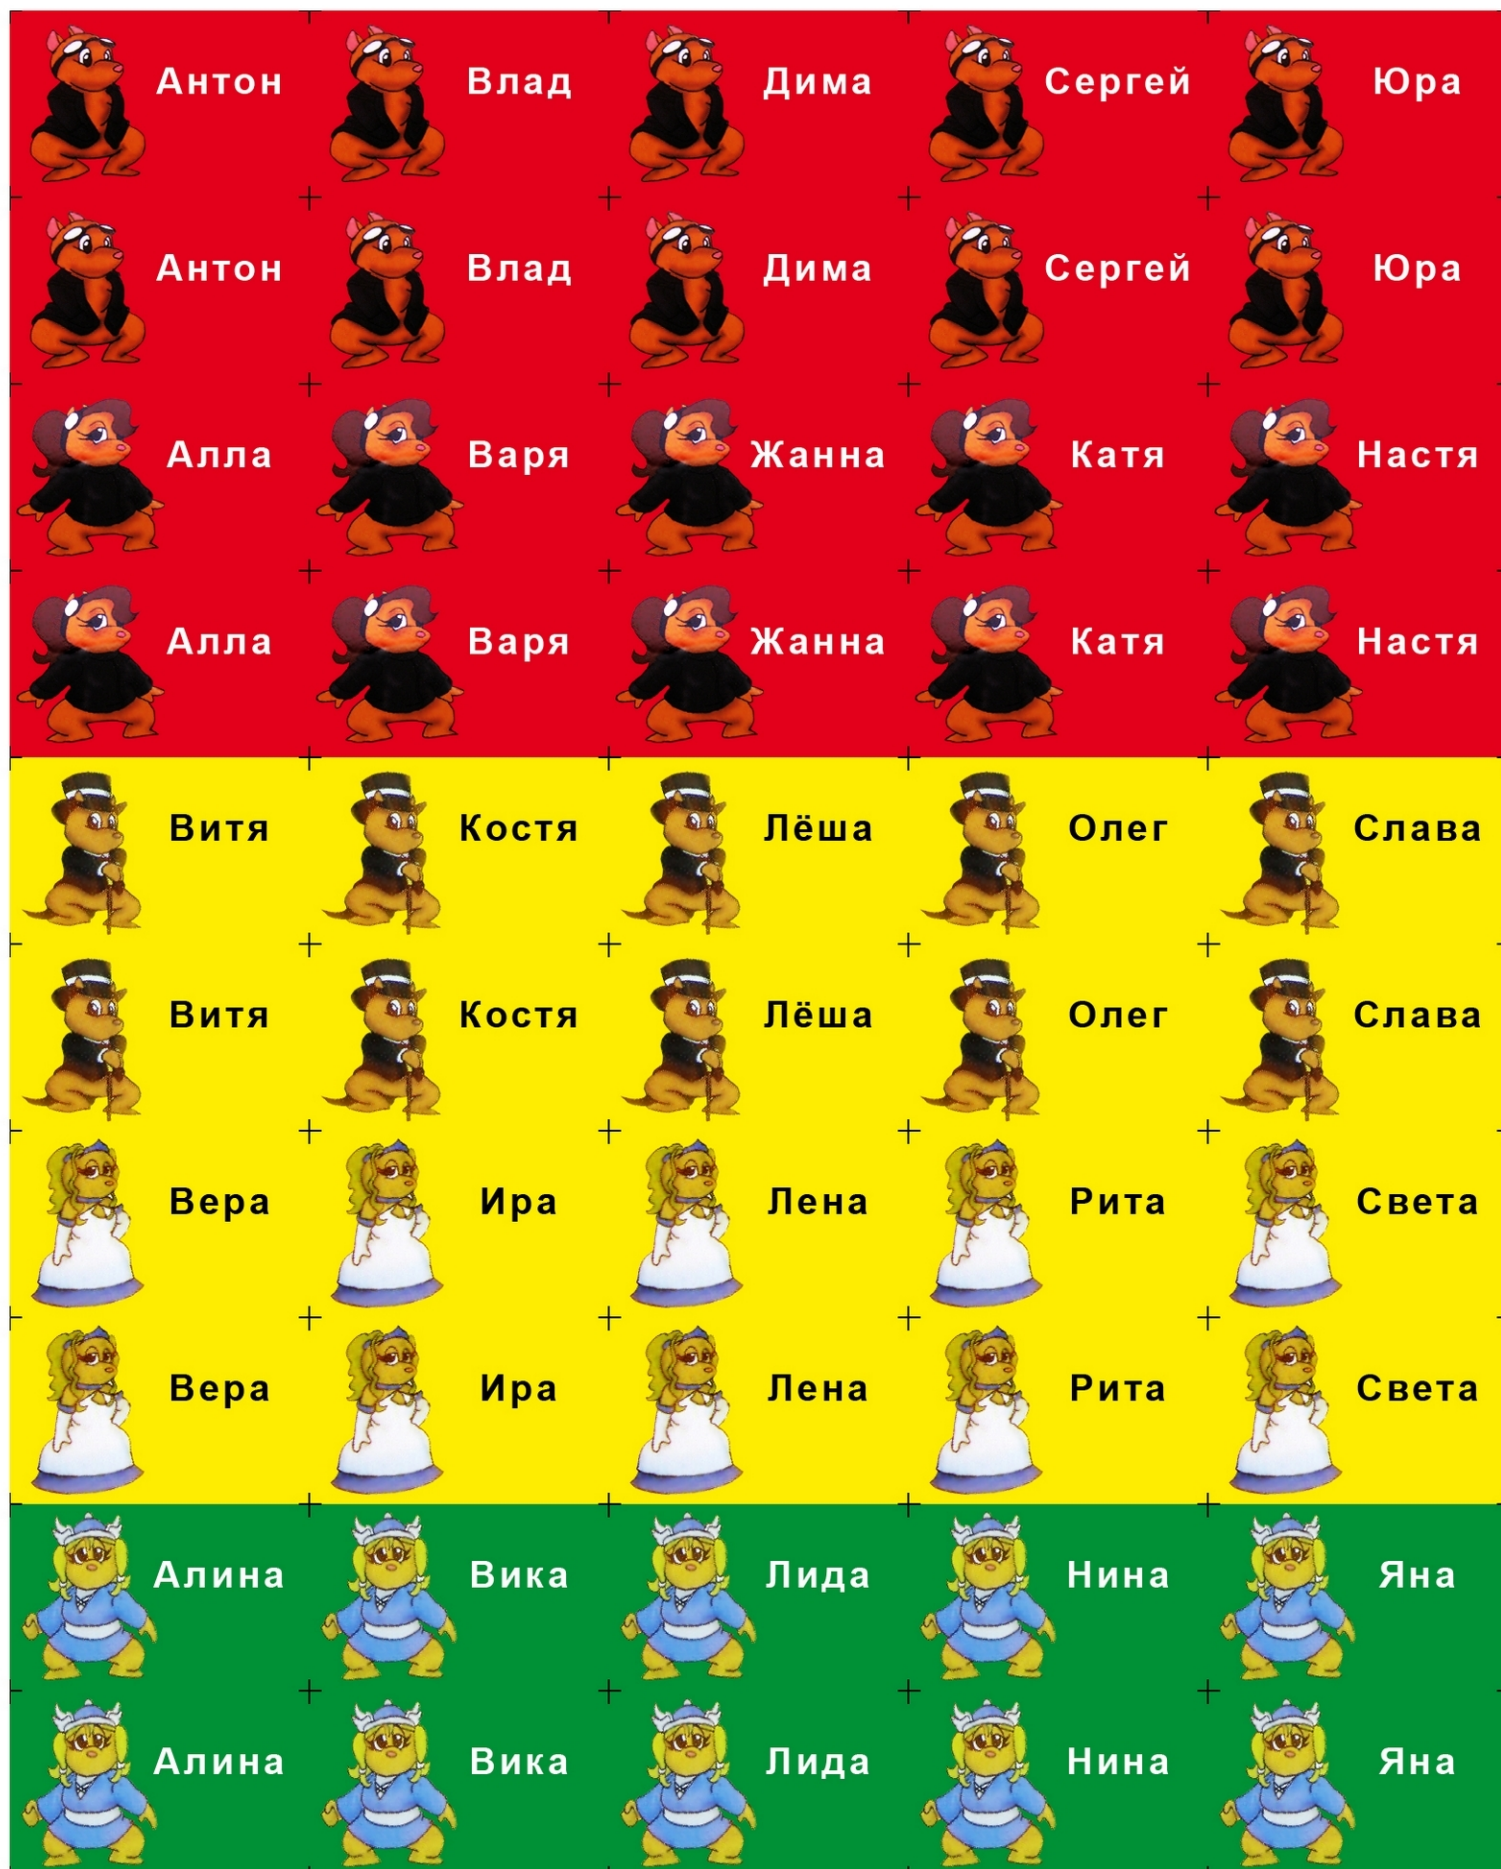 Антон Влад Дима Сергей Юра
Антон Влад Дима Сергей Юра
Алла Варя Жанна Катя Настя
Алла Варя Жанна Катя Настя
Витя Костя Лёша Олег Слава
Витя Костя Лёша Олег Слава
Вера Ира Лена Рита Света
Вера Ира Лена Рита Света
Алина Вика Лида Нина Яна
Алина Вика Лида Нина Яна